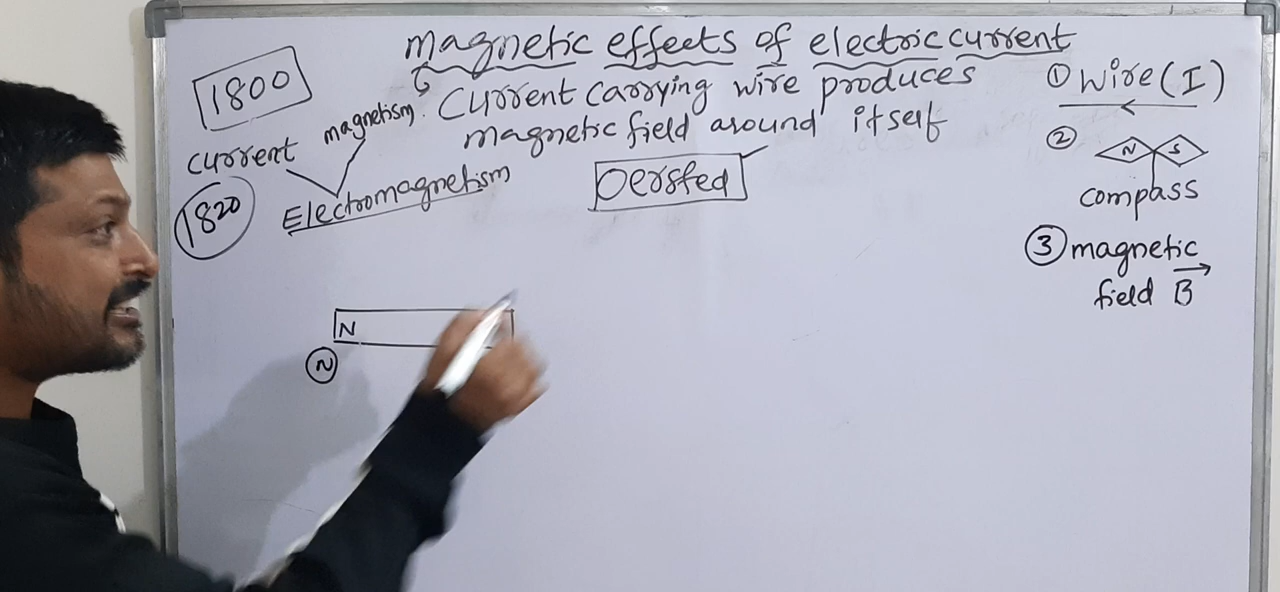 magnetic effects of electric current
1800
Current carrying wire produces
magnetic field around itself
current magnetism.
1820
Electromagnetism
Oersted
① Wire (I)
②
N S
compass
③ magnetic
field B
N
N